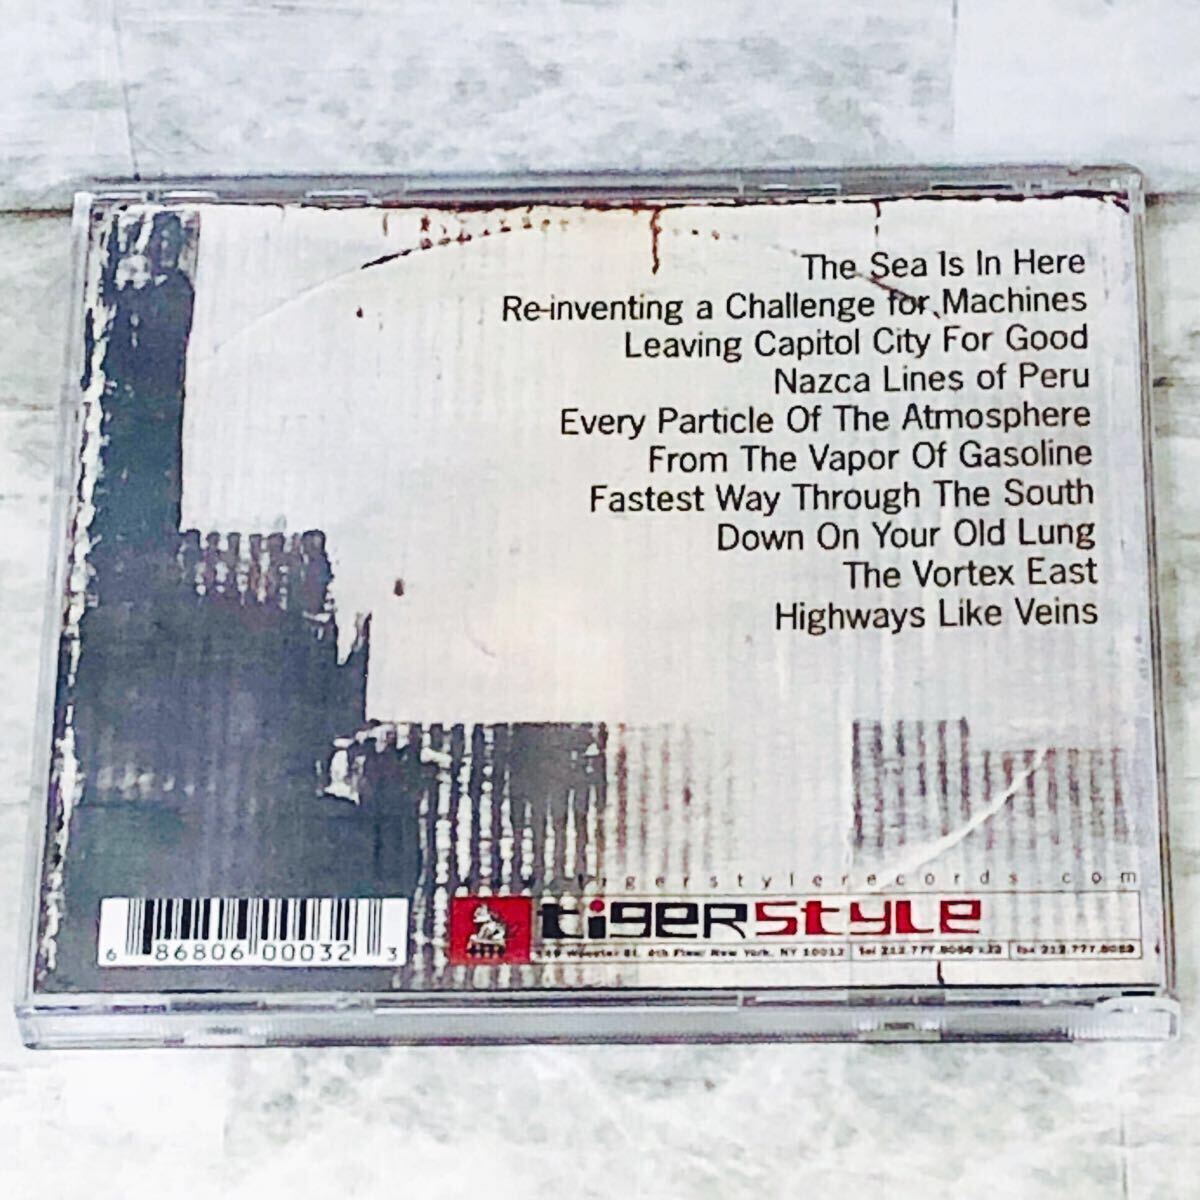 The Sea Is In Here
Re-inventing a Challenge for Machines
Leaving Capitol City For Good
Nazca Lines of Peru
Every Particle Of The Atmosphere
From The Vapor Of Gasoline
Fastest Way Through The South
Down On Your Old Lung
The Vortex East
Highways Like Veins
tigerstylerecords.com
tigerstyle
New York, NY 10012
6 86806 00032 3